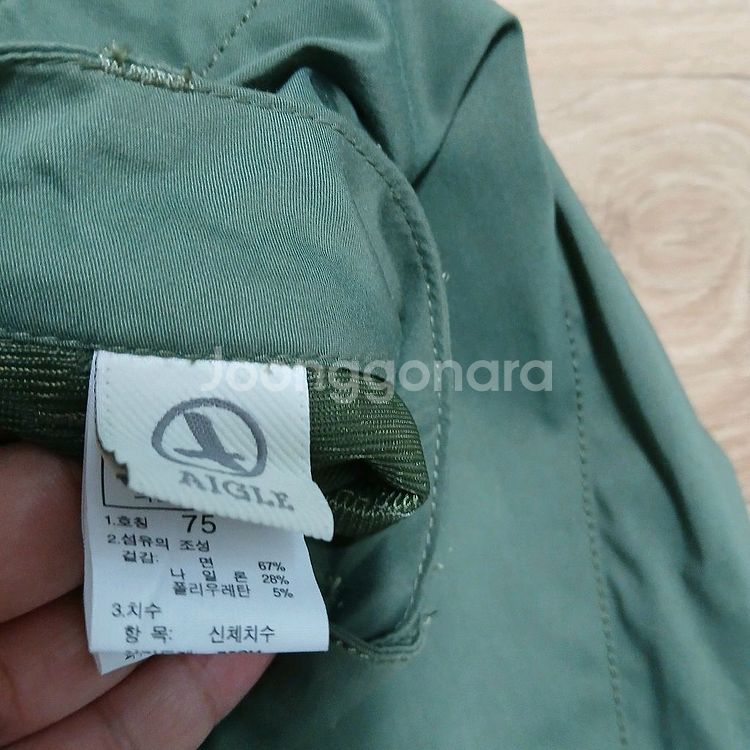 Joonggonara
AIGLE
1.호칭 75
2.섬유의 조성
겉감: 면 67%
나 일 론 28%
폴리우레탄 5%
3.치수
항 목: 신체치수